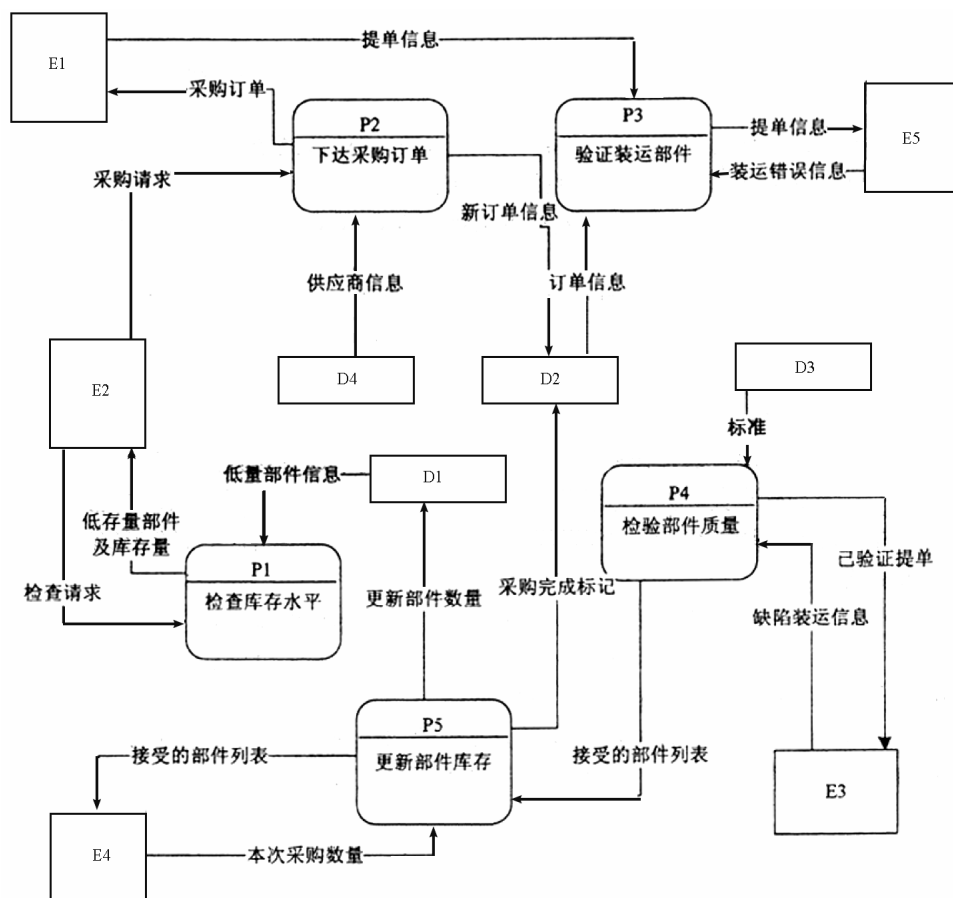 E1
提单信息
采购订单
P2
下达采购订单
P3
验证装运部件
提单信息
E5
装运错误信息
采购请求
新订单信息
供应商信息
订单信息
E2
D4
D2
D3
标准
低量部件信息
D1
P4
检验部件质量
低存量部件
及库存量
P1
检查库存水平
检查请求
更新部件数量
采购完成标记
已验证提单
缺陷装运信息
P5
更新部件库存
接受的部件列表
接受的部件列表
E3
E4
本次采购数量